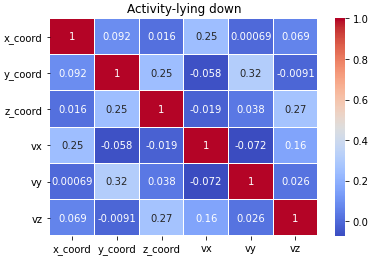 Activity-lying down
x_coord 1 0.092 0.016 0.25 0.00069 0.069
y_coord 0.092 1 0.25 -0.058 0.32 -0.0091
z_coord 0.016 0.25 1 -0.019 0.038 0.27
vx 0.25 -0.058 -0.019 1 -0.072 0.16
vy 0.00069 0.32 0.038 -0.072 1 0.026
vz 0.069 -0.0091 0.27 0.16 0.026 1
x_coord y_coord z_coord vx vy vz
1.0
0.8
0.6
0.4
0.2
0.0